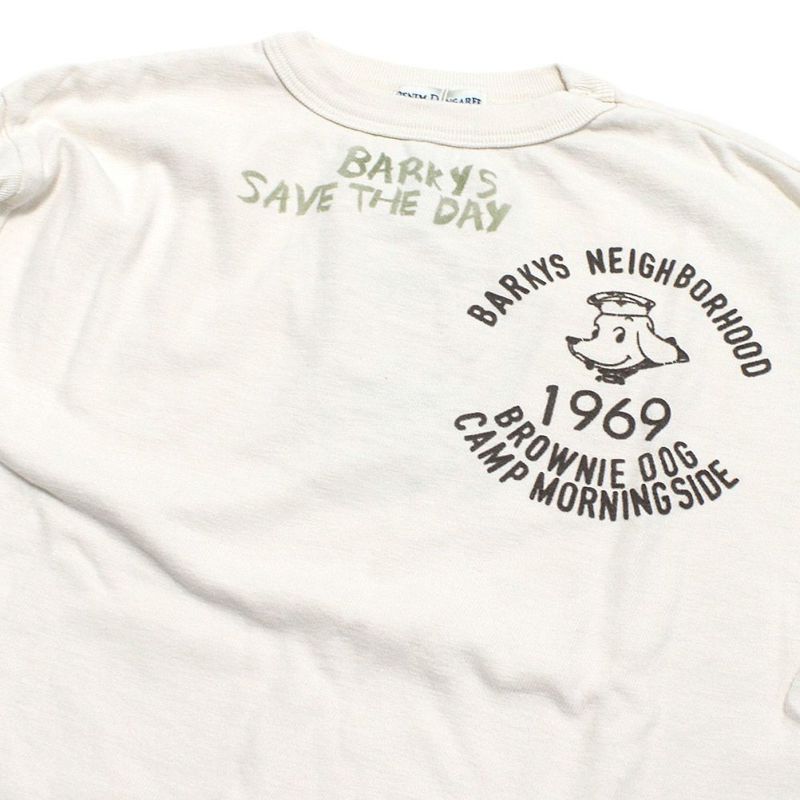 BARKYS
SAVE THE DAY
BARKYS NEIGHBORHOOD
1969
BROWNIE DOG
CAMP MORNINGSIDE